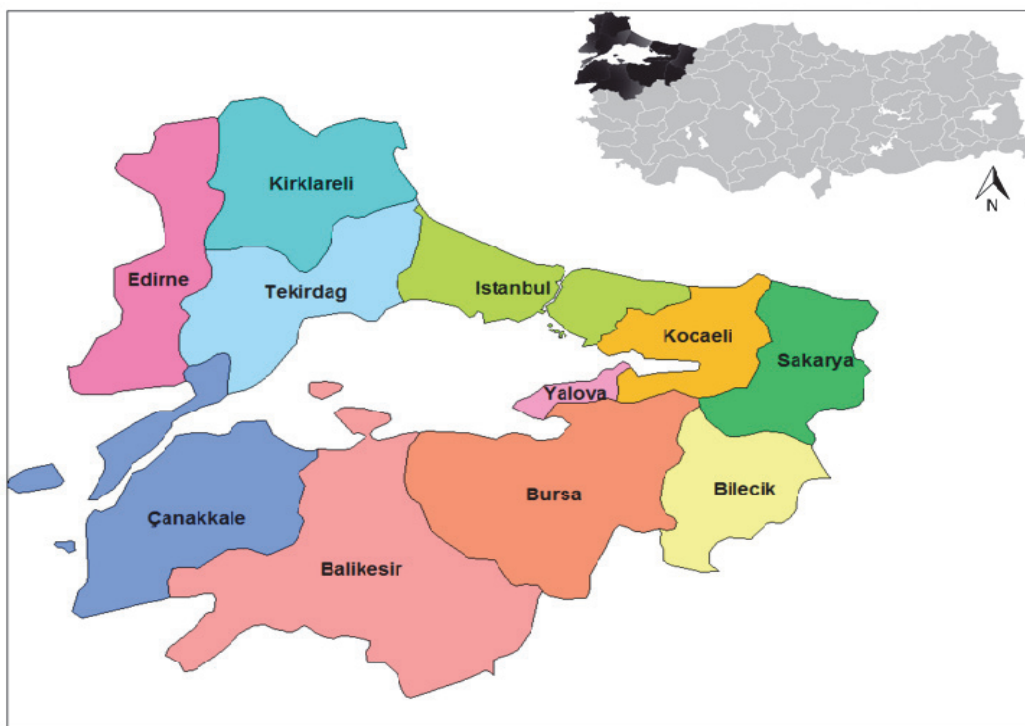 Kirklareli
Edirne
Tekirdag
Istanbul
Kocaeli
Sakarya
Yalova
Bursa
Bilecik
Çanakkale
Balikesir
N